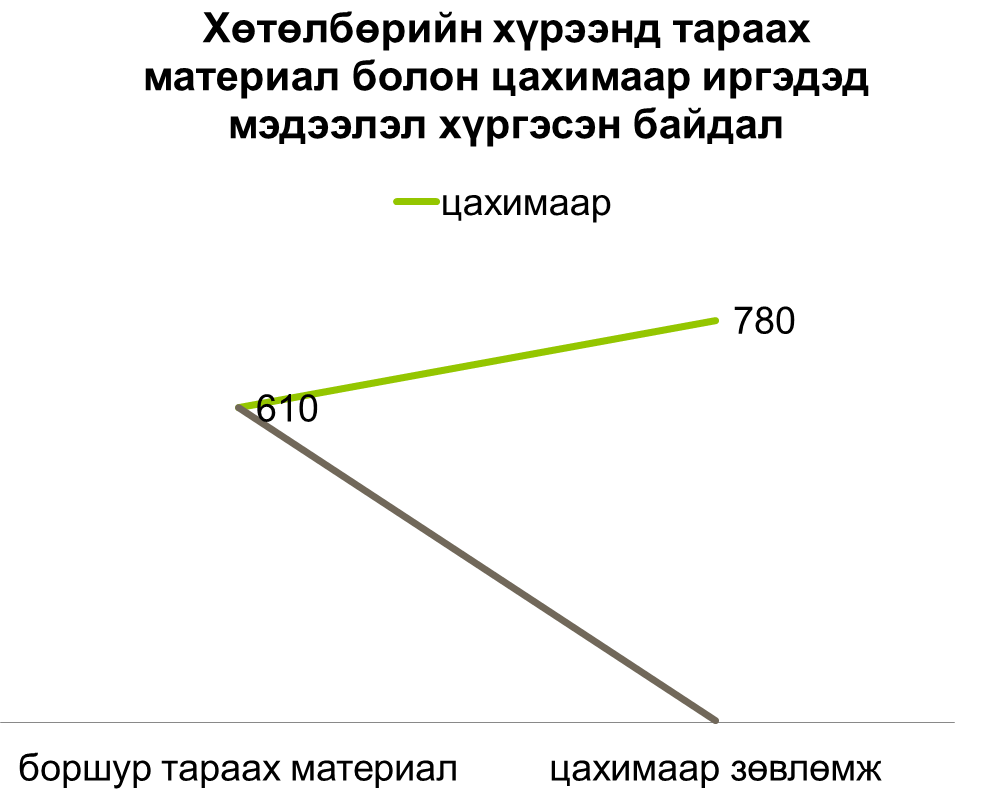 Хөтөлбөрийн хүрээнд тараах
материал болон цахимаар иргэдэд
мэдээлэл хүргэсэн байдал
цахимаар
780
610
боршур тараах материал
цахимаар зөвлөмж